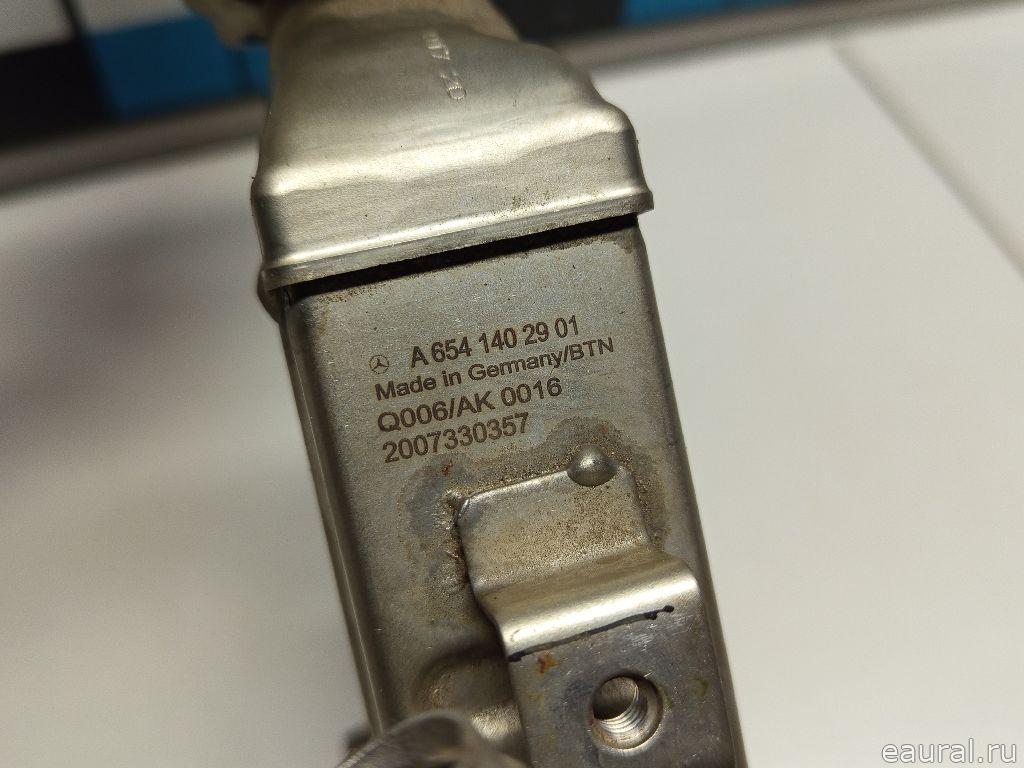 A 654 140 29 01
Made in Germany/BTN
Q006/AK 0016
2007330357
eaural.ru